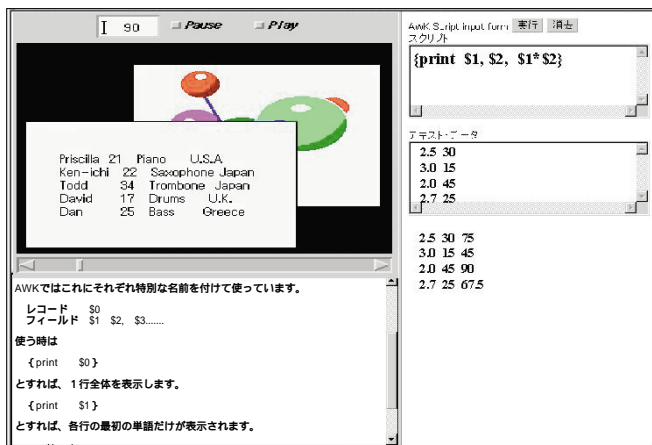 90 Pause Play
Priscilla 21 Piano U.S.A
Ken-ichi 22 Saxophone Japan
Todd 34 Trombone Japan
David 17 Drums U.K.
Dan 25 Bass Greece
AWKではこれにそれぞれ特別な名前を付けて使っています。
レコード $0
フィールド $1 $2, $3......
使う時は
{print $0}
とすれば、１行全体を表示します。
{print $1}
とすれば、各行の最初の単語だけが表示されます。
AWK Script input form 実行 消去
スクリプト
{print $1, $2, $1*$2}
テキスト・データ
2.5 30
3.0 15
2.0 45
2.7 25
2.5 30 75
3.0 15 45
2.0 45 90
2.7 25 67.5